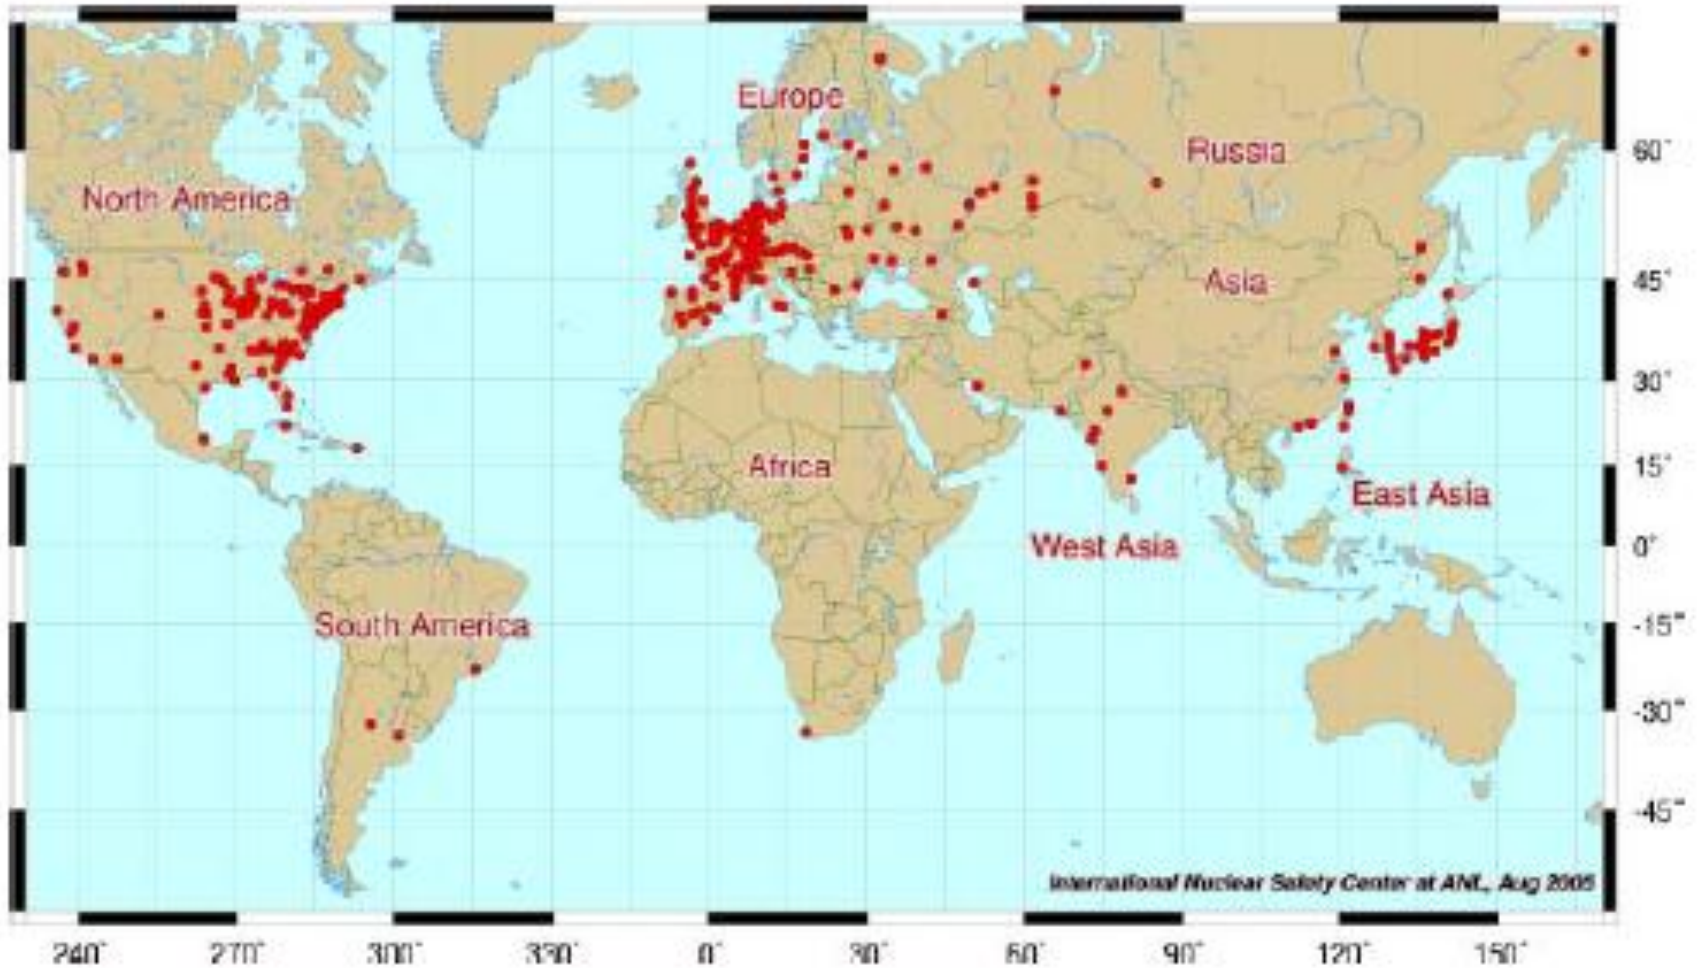 Europe
Russia
60°
North America
Asia
45°
30°
Africa
15°
East Asia
West Asia
0°
South America
-15°
-30°
-45°
International Nuclear Safety Center at ANL, Aug 2005
240° 270° 300° 330° 0° 30° 60° 90° 120° 150°